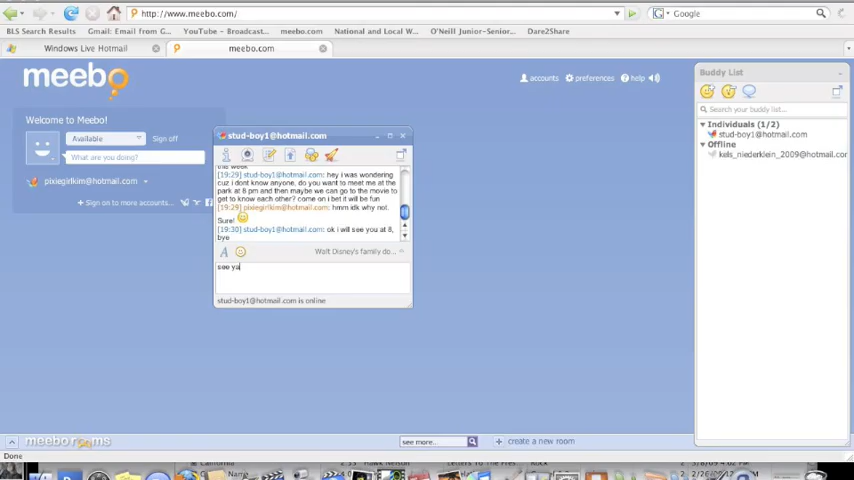 http://www.meebo.com/
Google
BLS Search Results Gmail: Email from G... YouTube - Broadcast... meebo.com National and Local W... O'Neill Junior-Senior... Dare2Share
Windows Live Hotmail
meebo.com
meebo
accounts preferences help
Welcome to Meebo!
Available
Sign off
What are you doing?
pixiegirlkim@hotmail.com
Sign on to more accounts...
stud-boy1@hotmail.com
this week
[19:29] stud-boy1@hotmail.com: hey i was wondering
cuz i dont know anyone, do you want to meet me at the
park at 8 pm and then maybe we can go to the movie to
get to know each other? come on i bet it will be fun
[19:29] pixiegirlkim@hotmail.com: hmm idk why not.
Sure!
[19:30] stud-boy1@hotmail.com: ok i will see you at 8,
bye
A
Walt Disney's family do...
see ya
stud-boy1@hotmail.com is online
Buddy List
Search your buddy list...
Individuals (1/2)
stud-boy1@hotmail.com
Offline
kels_niederklein_2009@hotmail.com
meebo rooms
see more...
create a new room
Done